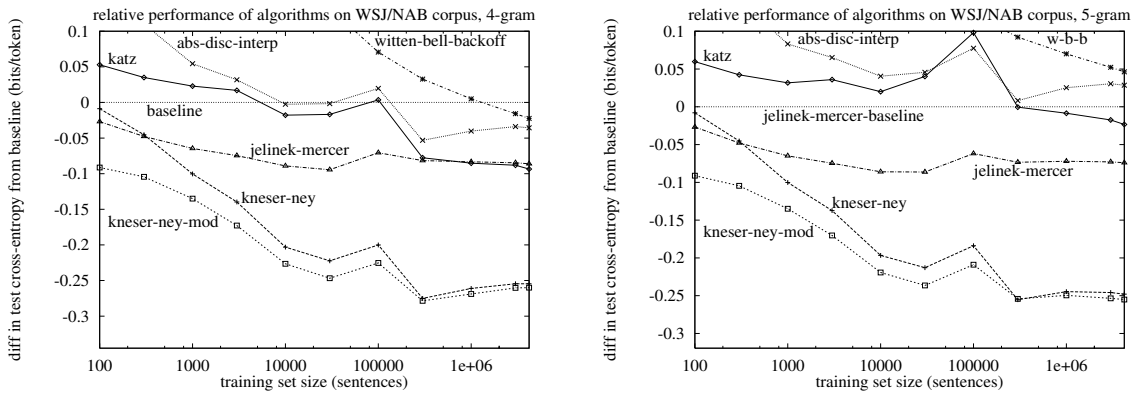 relative performance of algorithms on WSJ/NAB corpus, 4-gram
diff in test cross-entropy from baseline (bits/token)
0.1
0.05
0
-0.05
-0.1
-0.15
-0.2
-0.25
-0.3
abs-disc-interp
witten-bell-backoff
katz
baseline
jelinek-mercer
kneser-ney
kneser-ney-mod
100
1000
10000
100000
1e+06
training set size (sentences)
relative performance of algorithms on WSJ/NAB corpus, 5-gram
diff in test cross-entropy from baseline (bits/token)
0.1
0.05
0
-0.05
-0.1
-0.15
-0.2
-0.25
-0.3
abs-disc-interp
w-b-b
katz
jelinek-mercer-baseline
jelinek-mercer
kneser-ney
kneser-ney-mod
100
1000
10000
100000
1e+06
training set size (sentences)